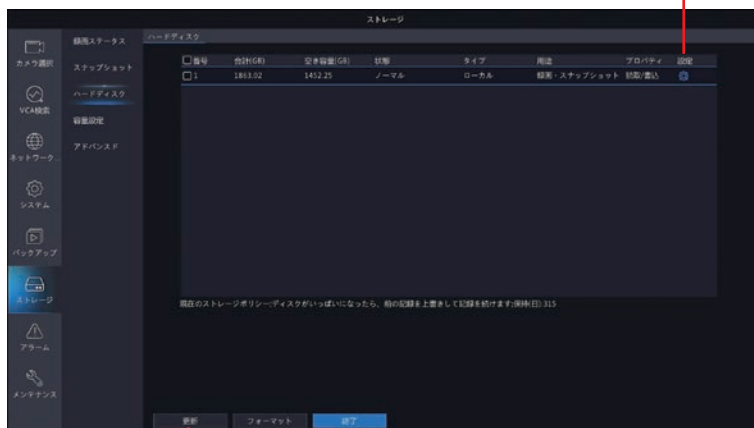 ストレージ
カメラ選択
VCA検索
ネットワーク...
システム
バックアップ
ストレージ
アラーム
メンテナンス
録画ステータス
スナップショット
ハードディスク
容量設定
アドバンスド
ハードディスク
番号 合計(GB) 空き容量(GB) 状態 タイプ 用途 プロパティ 設定
1 1863.02 1452.25 ノーマル ローカル 録画・スナップショット 読取/書込
現在のストレージポリシー:ディスクがいっぱいになったら、前の記録を上書きして記録を続けます;保持(日):315
更新 フォーマット 終了